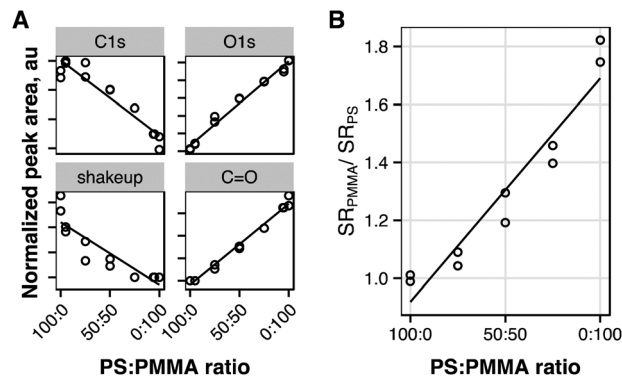 A
C1s
O1s
shakeup
C=O
Normalized peak area, au
100:0
50:50
0:100
100:0
50:50
0:100
PS:PMMA ratio
B
1.8
1.6
1.4
1.2
1.0
SRPMMA/ SRPS
100:0
50:50
0:100
PS:PMMA ratio